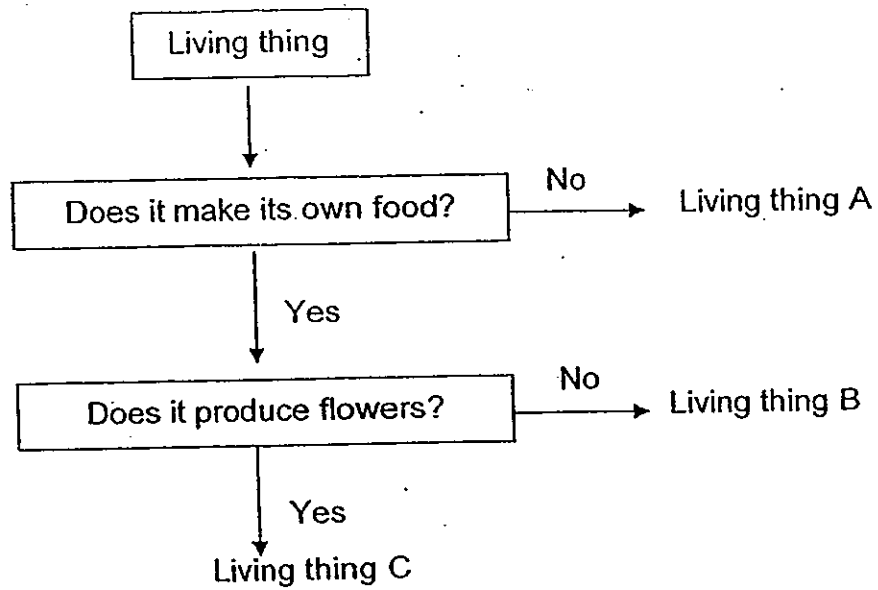 Living thing
Does it make its own food?
No
Living thing A
Yes
Does it produce flowers?
No
Living thing B
Yes
Living thing C